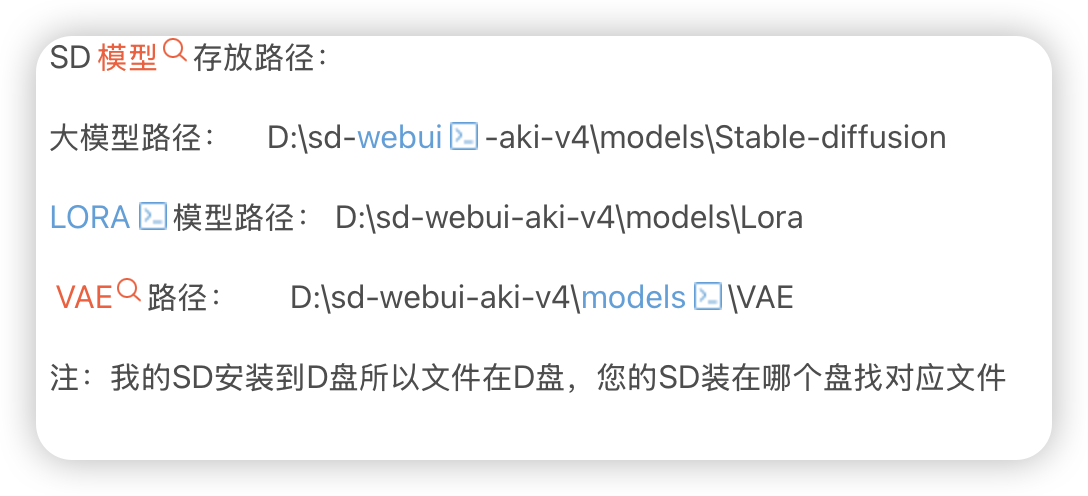 SD 模型 存放路径：
大模型路径： D:\sd-webui-aki-v4\models\Stable-diffusion
LORA 模型路径： D:\sd-webui-aki-v4\models\Lora
VAE 路径： D:\sd-webui-aki-v4\models\VAE
注：我的SD安装到D盘所以文件在D盘，您的SD装在哪个盘找对应文件